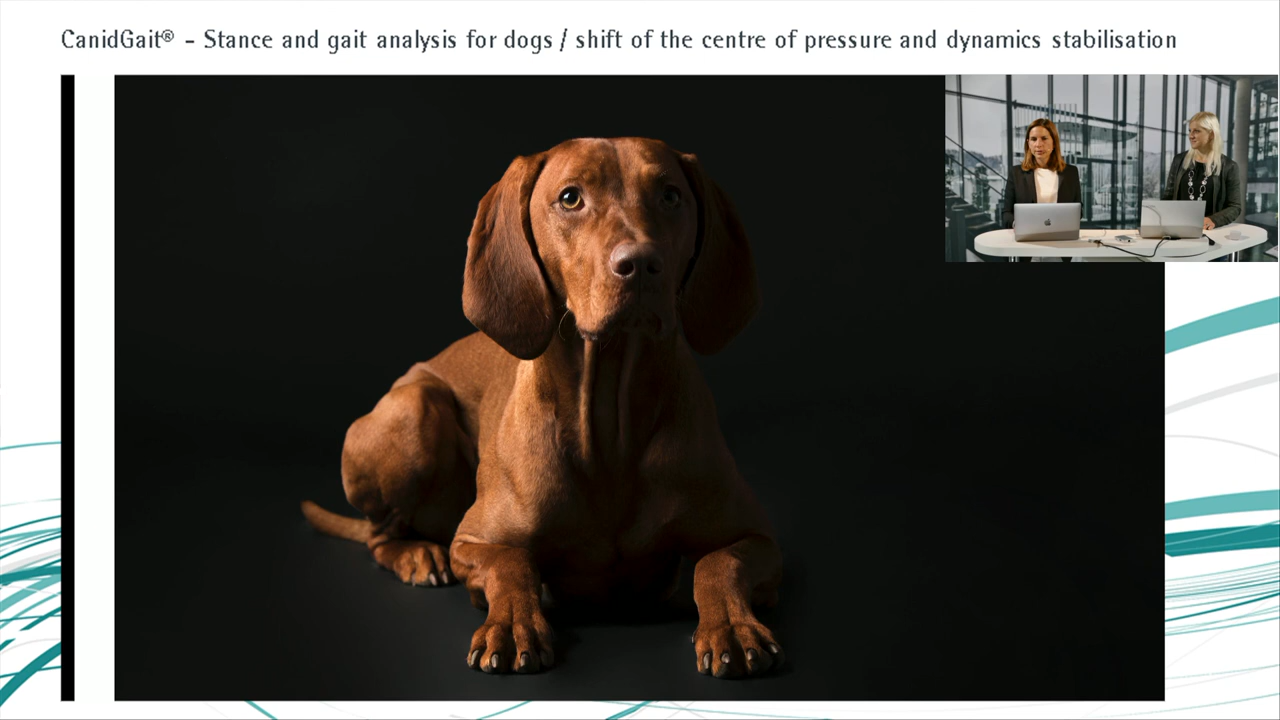 CanidGait® - Stance and gait analysis for dogs / shift of the centre of pressure and dynamics stabilisation